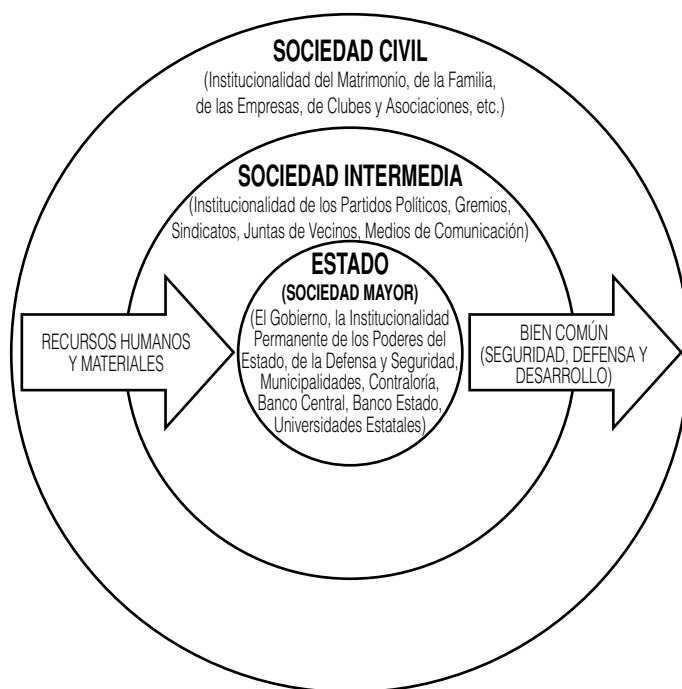 SOCIEDAD CIVIL
(Institucionalidad del Matrimonio, de la Familia,
de las Empresas, de Clubes y Asociaciones, etc.)
SOCIEDAD INTERMEDIA
(Institucionalidad de los Partidos Políticos, Gremios,
Sindicatos, Juntas de Vecinos, Medios de Comunicación)
ESTADO
(SOCIEDAD MAYOR)
(El Gobierno, la Institucionalidad
Permanente de los Poderes del
Estado, de la Defensa y Seguridad,
Municipalidades, Contraloría,
Banco Central, Banco Estado,
Universidades Estatales)
RECURSOS HUMANOS
Y MATERIALES
BIEN COMÚN
(SEGURIDAD, DEFENSA Y
DESARROLLO)